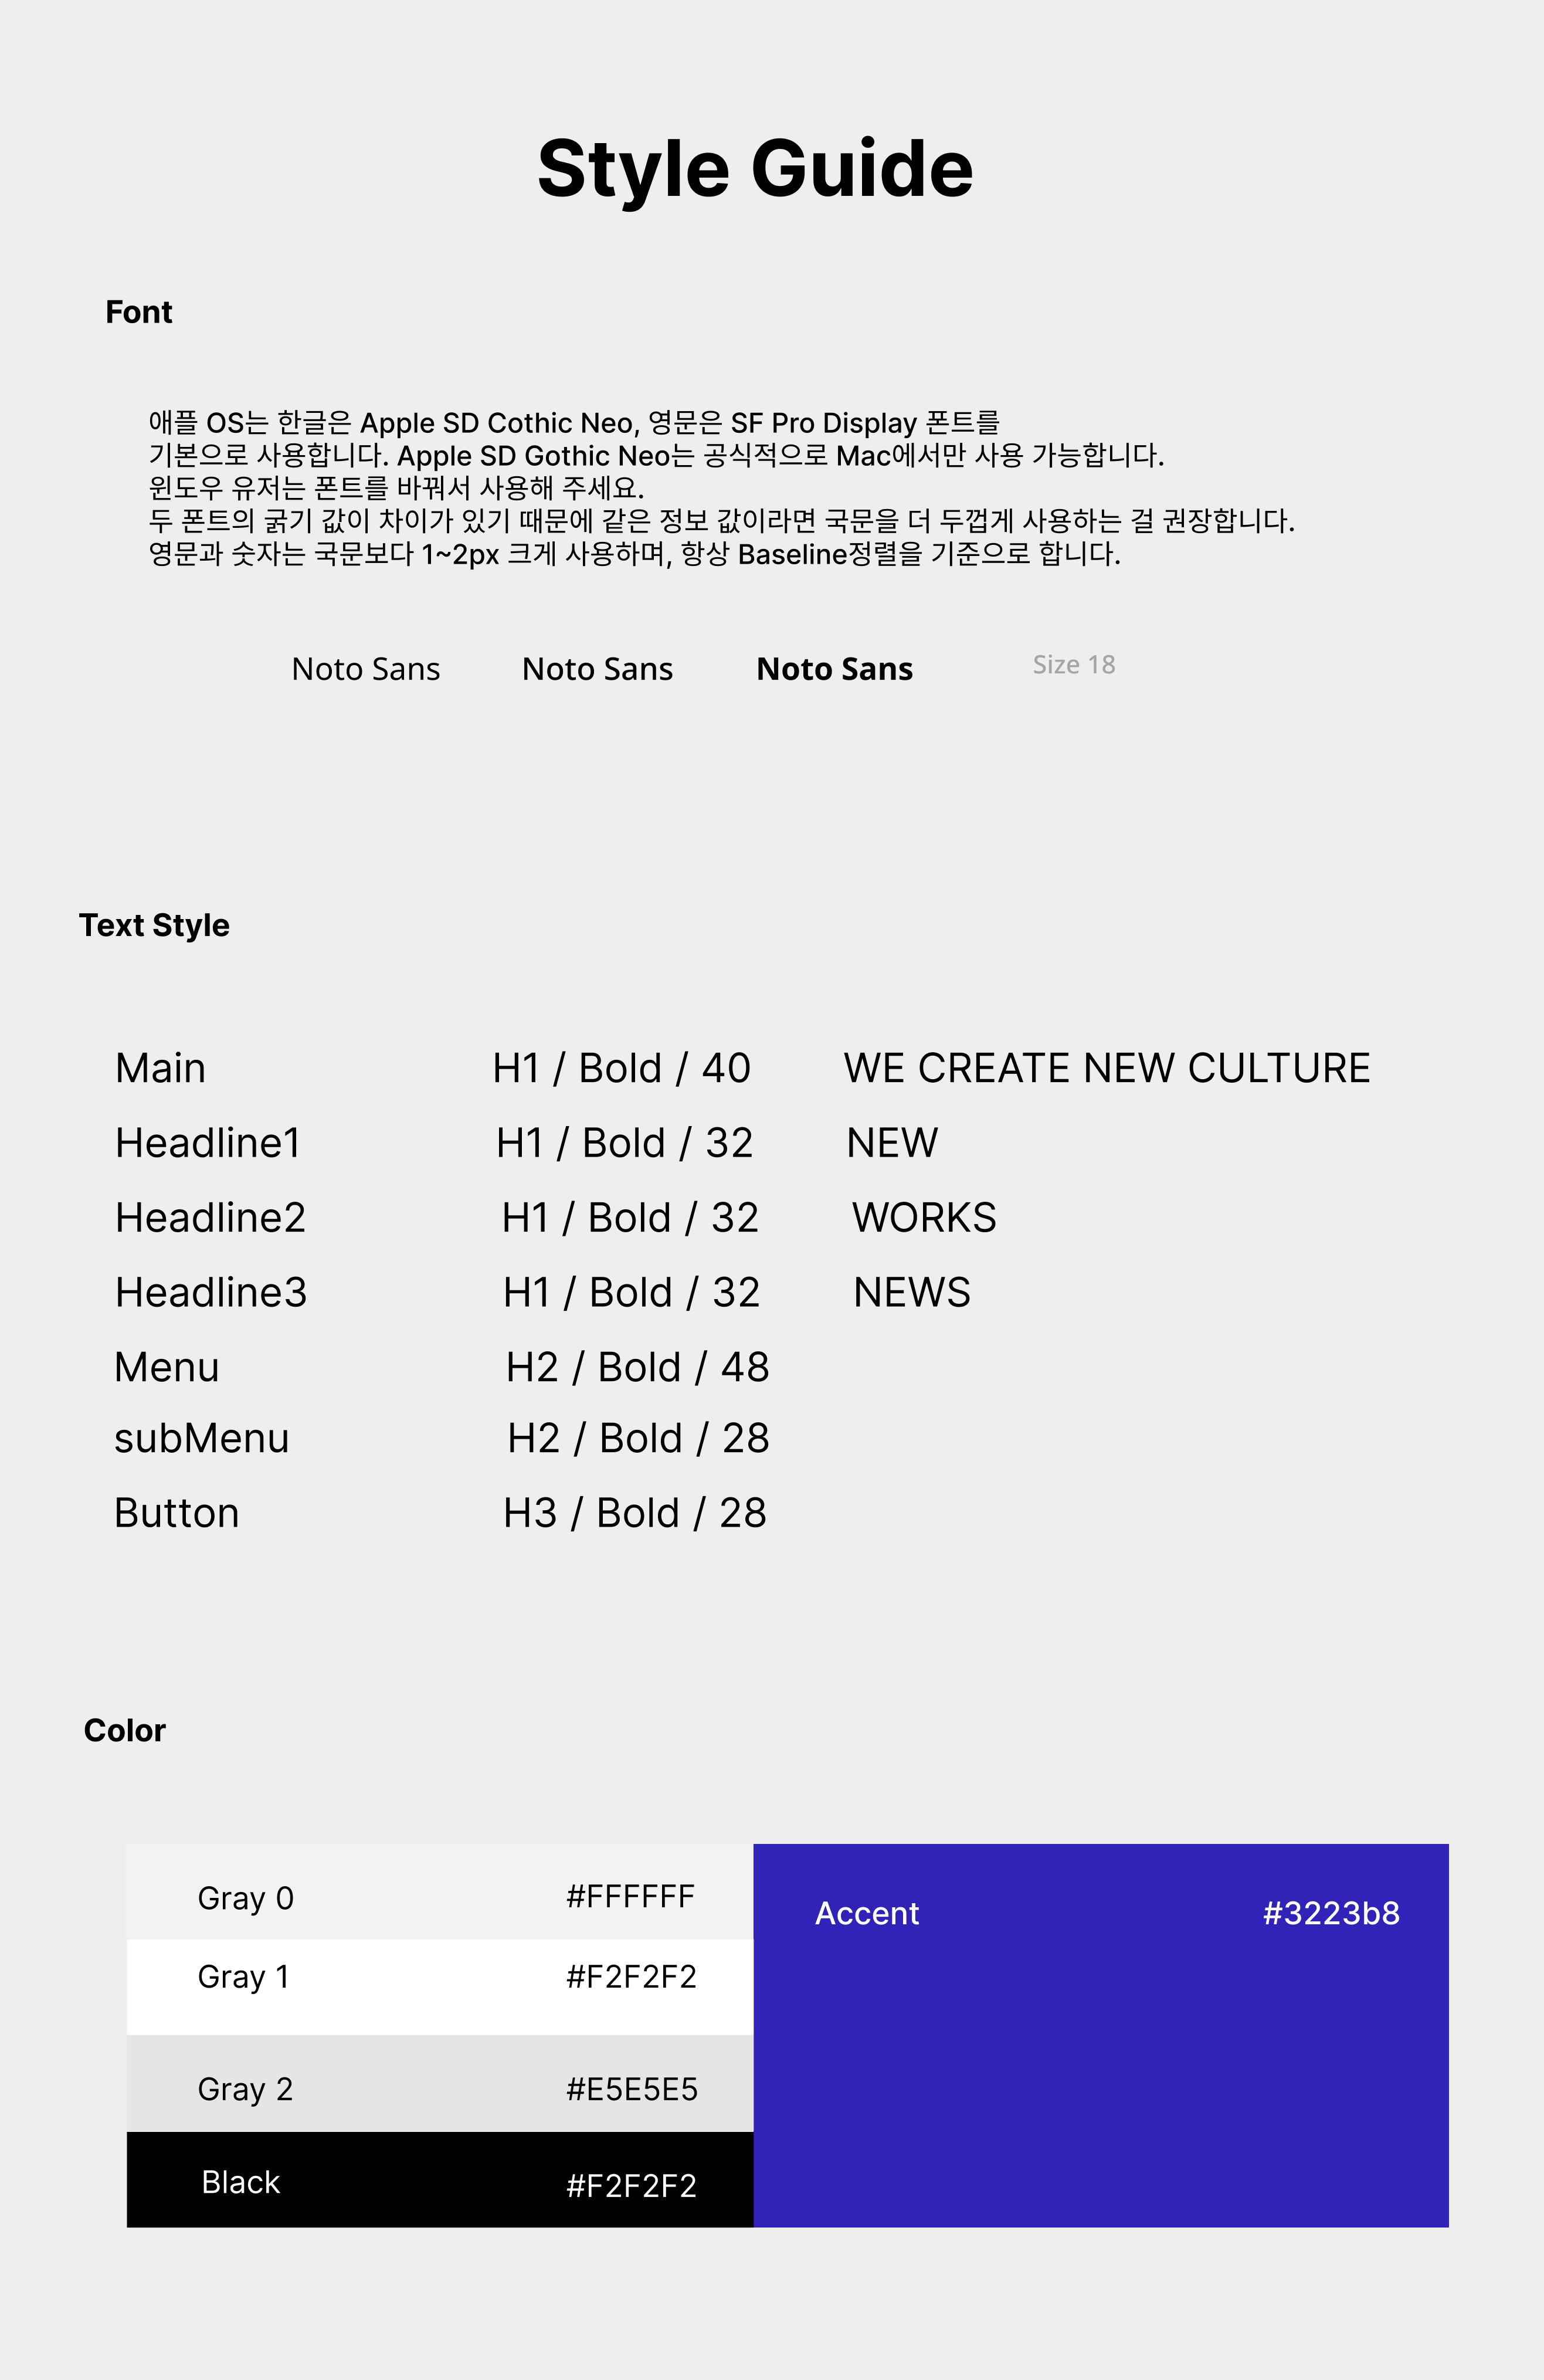 Style Guide
Font
애플 OS는 한글은 Apple SD Cothic Neo, 영문은 SF Pro Display 폰트를
기본으로 사용합니다. Apple SD Gothic Neo는 공식적으로 Mac에서만 사용 가능합니다.
윈도우 유저는 폰트를 바꿔서 사용해 주세요.
두 폰트의 굵기 값이 차이가 있기 때문에 같은 정보 값이라면 국문을 더 두껍게 사용하는 걸 권장합니다.
영문과 숫자는 국문보다 1~2px 크게 사용하며, 항상 Baseline정렬을 기준으로 합니다.
Noto Sans Noto Sans Noto Sans Size 18
Text Style
Main H1 / Bold / 40 WE CREATE NEW CULTURE
Headline1 H1 / Bold / 32 NEW
Headline2 H1 / Bold / 32 WORKS
Headline3 H1 / Bold / 32 NEWS
Menu H2 / Bold / 48
subMenu H2 / Bold / 28
Button H3 / Bold / 28
Color
Gray 0 #FFFFFF Accent #3223b8
Gray 1 #F2F2F2
Gray 2 #E5E5E5
Black #F2F2F2